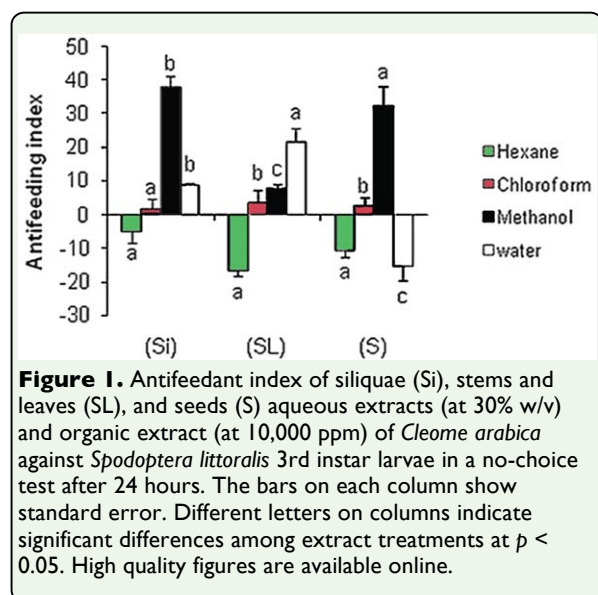 50
40
30
20
10
0
-10
-20
-30
Antifeeding index
b
a
b
a
a
b
c
a
a
b
a
c
(Si)
(SL)
(S)
Hexane
Chloroform
Methanol
water
Figure 1. Antifeedant index of siliquae (Si), stems and
leaves (SL), and seeds (S) aqueous extracts (at 30% w/v)
and organic extract (at 10,000 ppm) of Cleome arabica
against Spodoptera littoralis 3rd instar larvae in a no-choice
test after 24 hours. The bars on each column show
standard error. Different letters on columns indicate
significant differences among extract treatments at p <
0.05. High quality figures are available online.